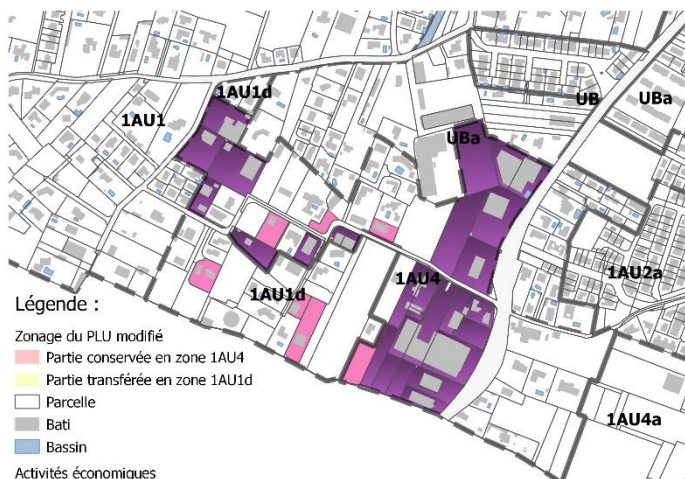 1AU1d
1AU1
UB
UBa
UBa
1AU2a
1AU4
1AU1d
1AU4a
Légende :
Zonage du PLU modifié
Partie conservée en zone 1AU4
Partie transférée en zone 1AU1d
Parcelle
Bati
Bassin
Activités économiques